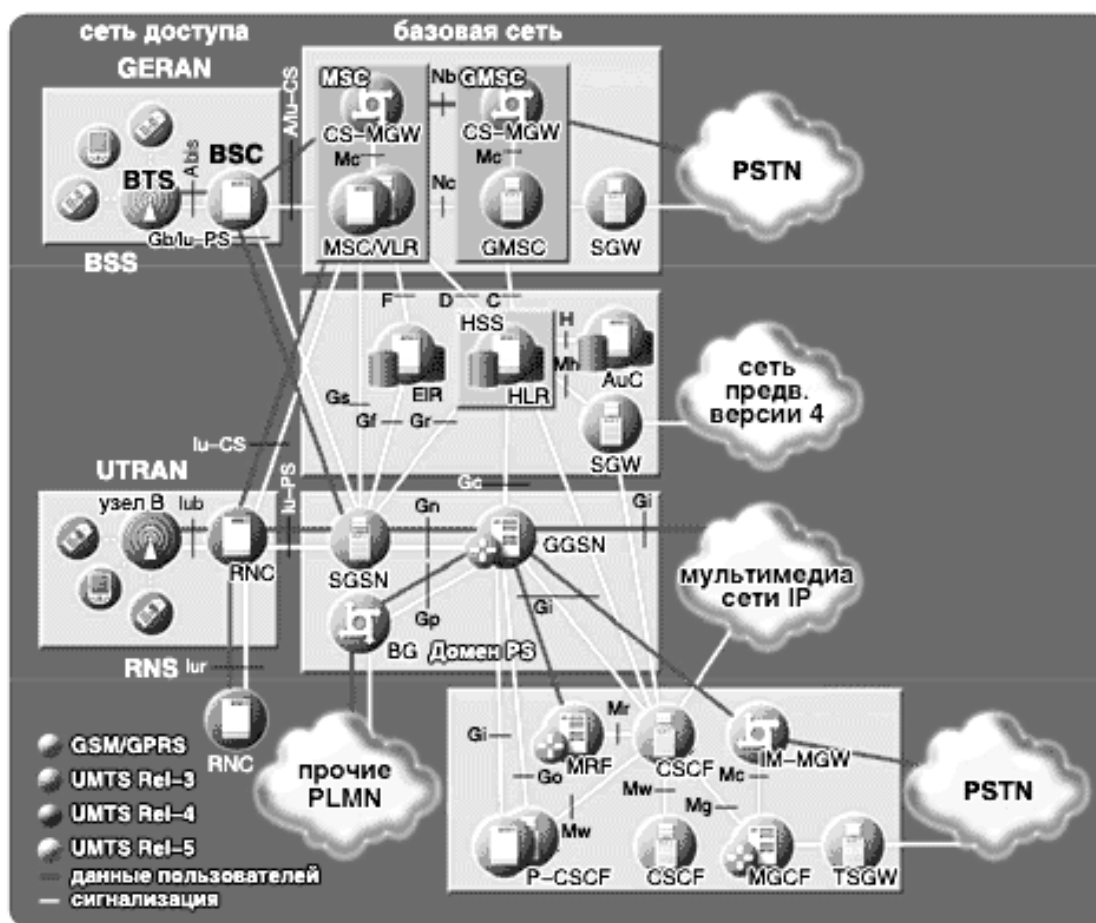 сеть доступа
базовая сеть
GERAN
MSC
Nb
GMSC
A/Iu-CS
CS-MGW
CS-MGW
BSC
Abis
Mc
Mc
PSTN
BTS
Nc
Gb/Iu-PS
MSC/VLR
GMSC
SGW
BSS
F
D
C
HSS
H
Mh
AuC
EIR
HLR
сеть
предв.
версии 4
Gs
Gf
Gr
SGW
Iu-CS
UTRAN
Iu-PS
Gc
узел B
Iub
Gn
Gi
GGSN
RNC
SGSN
мультимедиа
сети IP
Gp
Gi
BG
Домен PS
RNS
Iur
Mr
GSM/GPRS
RNC
Gi
MRF
CSCF
IM-MGW
UMTS Rel-3
прочие
PLMN
Go
Mw
Mc
PSTN
UMTS Rel-4
Mg
Mw
UMTS Rel-5
данные пользователей
P-CSCF
CSCF
MGCF
TSGW
сигнализация